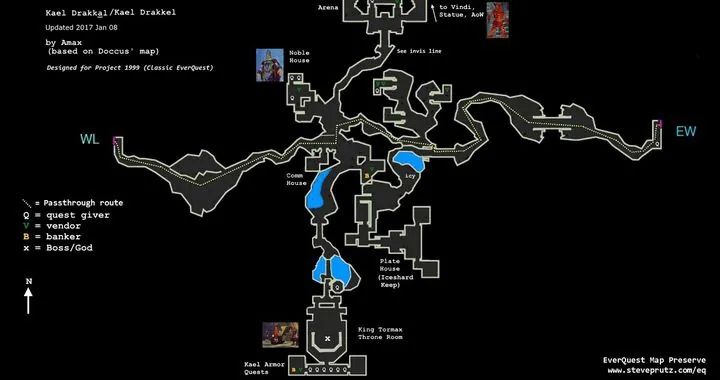 Kael Drakkal/Kael Drakkel
Updated 2017 Jan 08
by Amax
(based on Doccus' map)
Designed for Project 1999 (Classic EverQuest)
Arena
to Vindi,
Statue, AoW
See invis line
Noble
House
Q
V
Q
V V
V
WL
EW
Comm
House
B
V
icy
= Passthrough route
Q = quest giver
V = vendor
B = banker
x = Boss/God
Plate
House
(Iceshard
Keep)
N
Q
x
King Tormax
Throne Room
Kael Armor
Quests
B V Q Q Q Q Q Q Q
EverQuest Map Preserve
www.steveprutz.com/eq